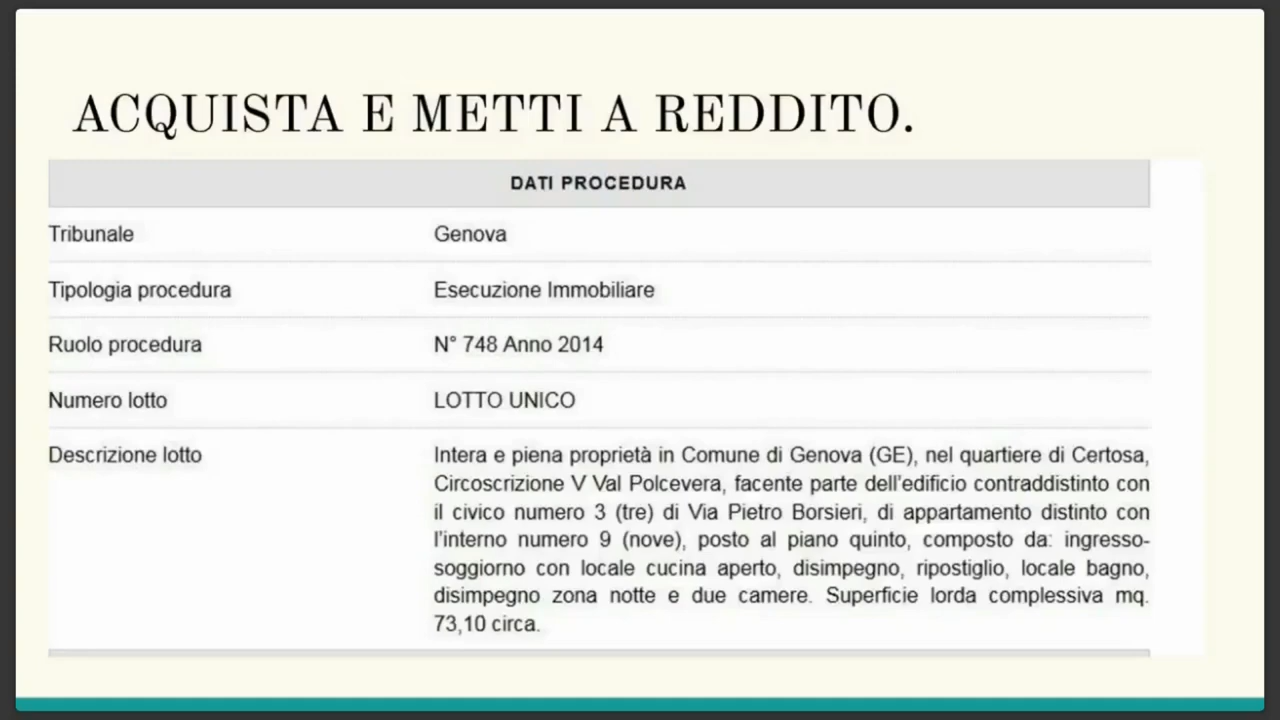 ACQUISTA E METTI A REDDITO.
DATI PROCEDURA
Tribunale Genova
Tipologia procedura Esecuzione Immobiliare
Ruolo procedura N° 748 Anno 2014
Numero lotto LOTTO UNICO
Descrizione lotto Intera e piena proprietà in Comune di Genova (GE), nel quartiere di Certosa,
Circoscrizione V Val Polcevera, facente parte dell'edificio contraddistinto con
il civico numero 3 (tre) di Via Pietro Borsieri, di appartamento distinto con
l'interno numero 9 (nove), posto al piano quinto, composto da: ingresso-
soggiorno con locale cucina aperto, disimpegno, ripostiglio, locale bagno,
disimpegno zona notte e due camere. Superficie lorda complessiva mq.
73,10 circa.